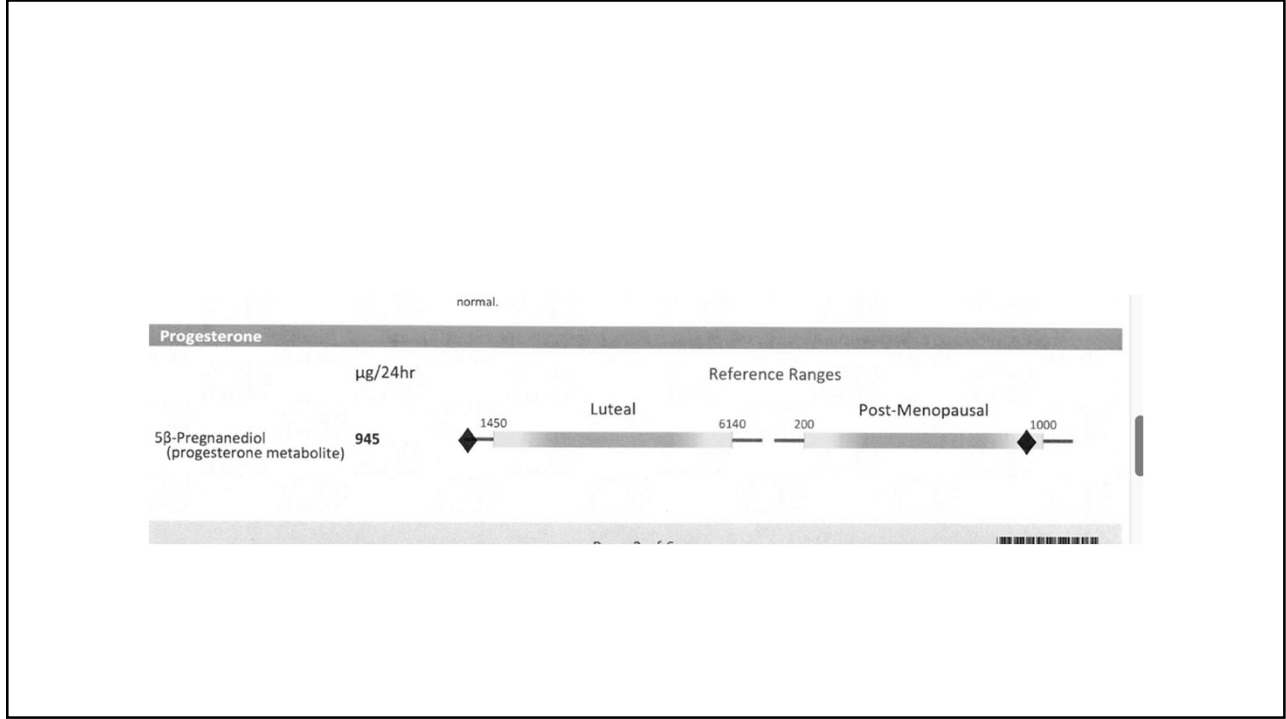 normal.
Progesterone
µg/24hr Reference Ranges
Luteal Post-Menopausal
1450 6140 200 1000
5β-Pregnanediol 945
(progesterone metabolite)